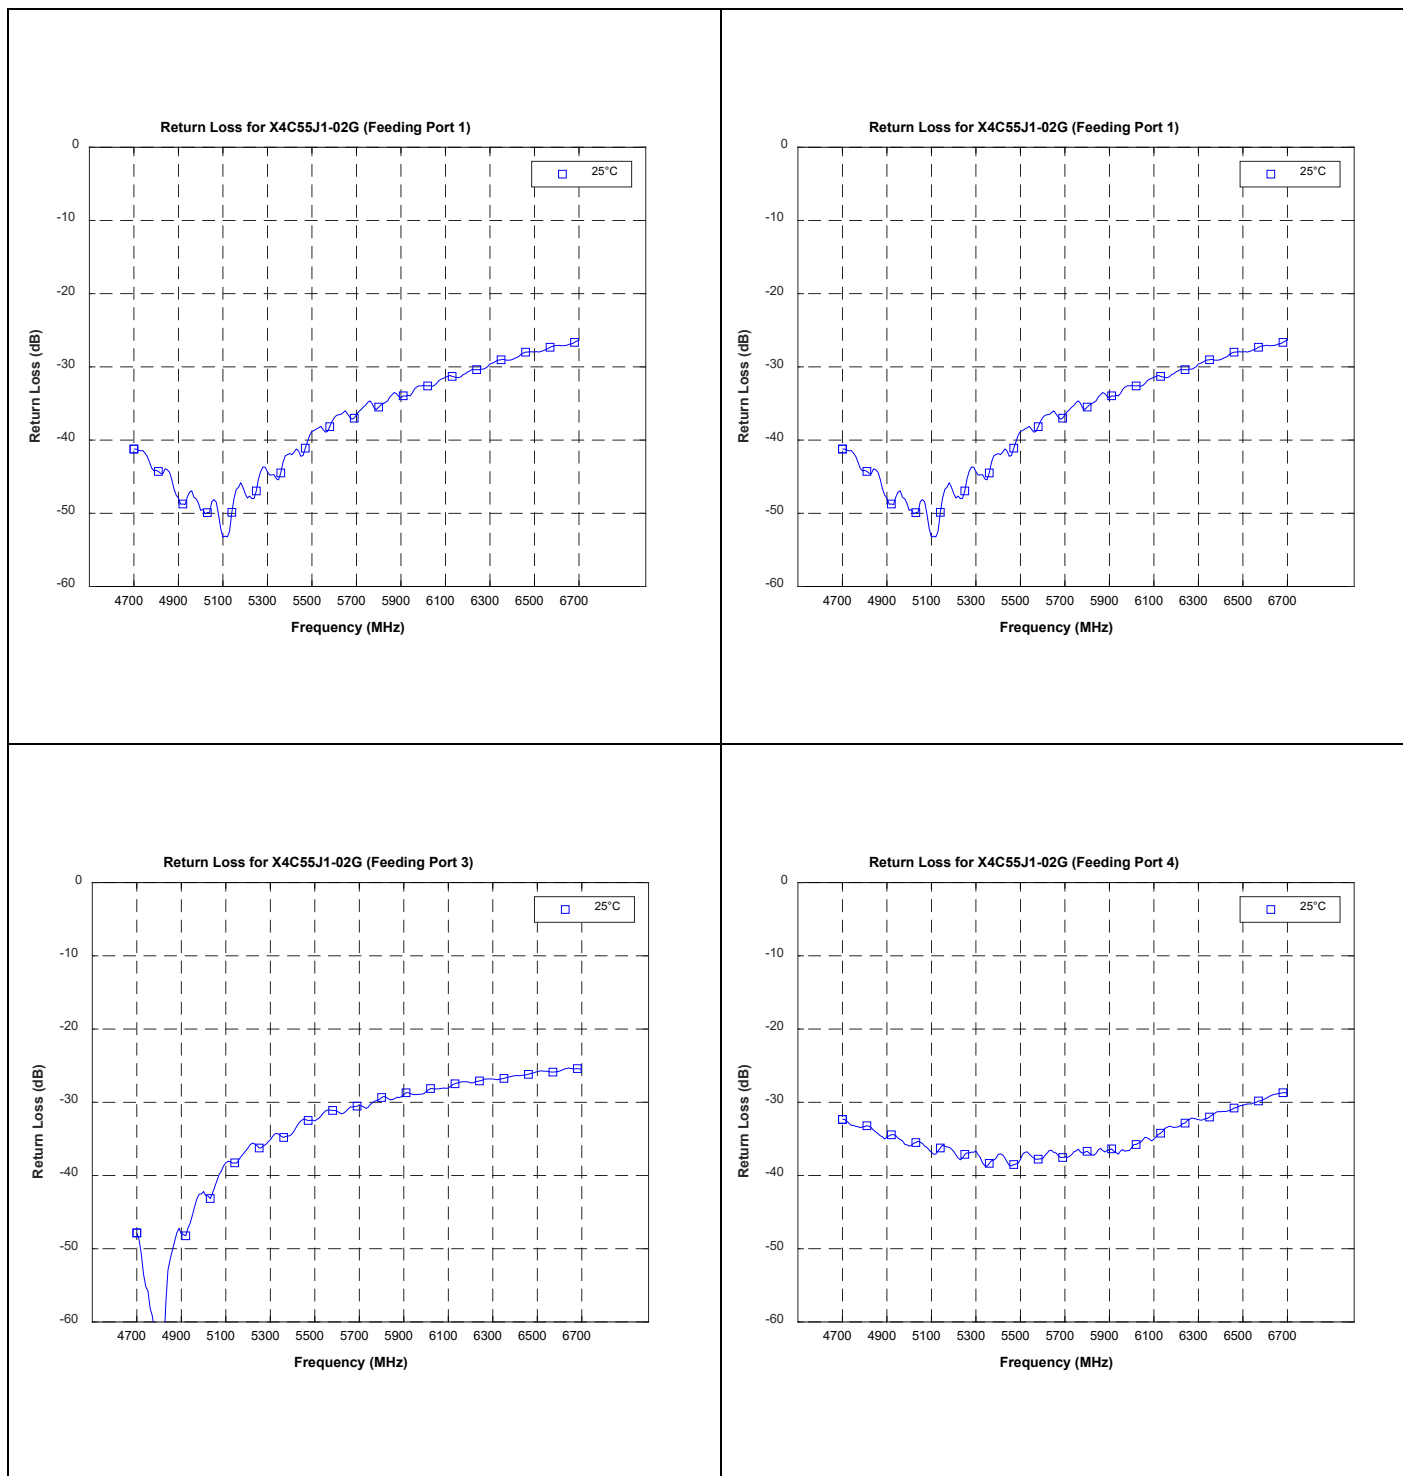 Return Loss for X4C55J1-02G (Feeding Port 1)
0
25°C
-10
-20
-30
-40
-50
-60
Return Loss (dB)
4700 4900 5100 5300 5500 5700 5900 6100 6300 6500 6700
Frequency (MHz)
Return Loss for X4C55J1-02G (Feeding Port 1)
0
25°C
-10
-20
-30
-40
-50
-60
Return Loss (dB)
4700 4900 5100 5300 5500 5700 5900 6100 6300 6500 6700
Frequency (MHz)
Return Loss for X4C55J1-02G (Feeding Port 3)
0
25°C
-10
-20
-30
-40
-50
-60
Return Loss (dB)
4700 4900 5100 5300 5500 5700 5900 6100 6300 6500 6700
Frequency (MHz)
Return Loss for X4C55J1-02G (Feeding Port 4)
0
25°C
-10
-20
-30
-40
-50
-60
Return Loss (dB)
4700 4900 5100 5300 5500 5700 5900 6100 6300 6500 6700
Frequency (MHz)